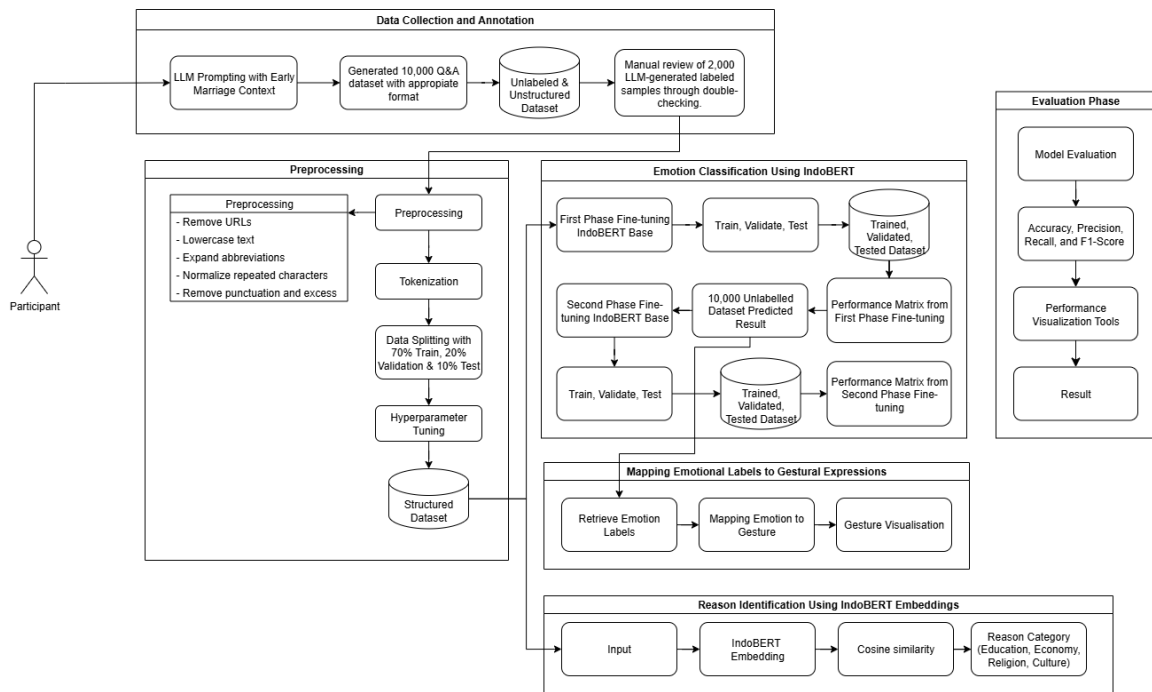 Data Collection and Annotation
LLM Prompting with Early
Marriage Context
Generated 10,000 Q&A
dataset with appropiate
format
Unlabeled &
Unstructured
Dataset
Manual review of 2,000
LLM-generated labeled
samples through double-
checking.
Participant
Preprocessing
Preprocessing
- Remove URLs
- Lowercase text
- Expand abbreviations
- Normalize repeated characters
- Remove punctuation and excess
Preprocessing
Tokenization
Data Splitting with
70% Train, 20%
Validation & 10% Test
Hyperparameter
Tuning
Structured
Dataset
Emotion Classification Using IndoBERT
First Phase Fine-tuning
IndoBERT Base
Train, Validate, Test
Trained,
Validated,
Tested Dataset
Second Phase Fine-
tuning IndoBERT Base
10,000 Unlabelled
Dataset Predicted
Result
Performance Matrix from
First Phase Fine-tuning
Train, Validate, Test
Trained,
Validated,
Tested Dataset
Performance Matrix from
Second Phase Fine-
tuning
Mapping Emotional Labels to Gestural Expressions
Retrieve Emotion
Labels
Mapping Emotion to
Gesture
Gesture Visualisation
Reason Identification Using IndoBERT Embeddings
Input
IndoBERT
Embedding
Cosine similarity
Reason Category
(Education, Economy,
Religion, Culture)
Evaluation Phase
Model Evaluation
Accuracy, Precision,
Recall, and F1-Score
Performance
Visualization Tools
Result